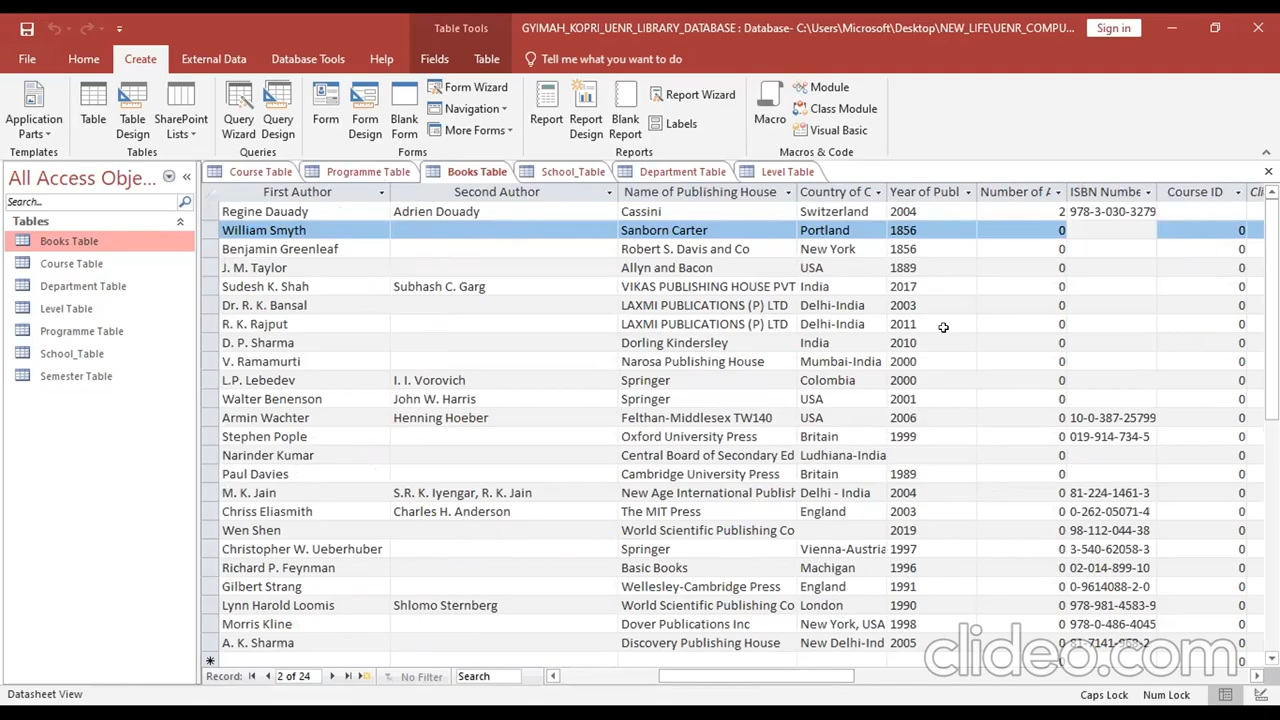 Table Tools
GYIMAH_KOPRI_UENR_LIBRARY_DATABASE : Database- C:\Users\Microsoft\Desktop\NEW_LIFE\UENR_COMPU...
Sign in
File Home Create External Data Database Tools Help Fields Table Tell me what you want to do
Application Parts
Table
Table Design
SharePoint Lists
Query Wizard
Query Design
Form
Form Design
Blank Form
Form Wizard
Navigation
More Forms
Report
Report Design
Blank Report
Report Wizard
Labels
Macro
Module
Class Module
Visual Basic
Templates Tables Queries Forms Reports Macros & Code
All Access Obje...
Search...
Tables
Books Table
Course Table
Department Table
Level Table
Programme Table
School_Table
Semester Table
Course Table Programme Table Books Table School_Table Department Table Level Table
First Author Second Author Name of Publishing House Country of C Year of Publ Number of A ISBN Numbe Course ID
Regine Dauady Adrien Douady Cassini Switzerland 2004 2 978-3-030-3279
William Smyth Sanborn Carter Portland 1856 0 0
Benjamin Greenleaf Robert S. Davis and Co New York 1856 0 0
J. M. Taylor Allyn and Bacon USA 1889 0 0
Sudesh K. Shah Subhash C. Garg VIKAS PUBLISHING HOUSE PVT India 2017 0 0
Dr. R. K. Bansal LAXMI PUBLICATIONS (P) LTD Delhi-India 2003 0 0
R. K. Rajput LAXMI PUBLICATIONS (P) LTD Delhi-India 2011 0 0
D. P. Sharma Dorling Kindersley India 2010 0 0
V. Ramamurti Narosa Publishing House Mumbai-India 2000 0 0
L.P. Lebedev I. I. Vorovich Springer Colombia 2000 0 0
Walter Benenson John W. Harris Springer USA 2001 0 0
Armin Wachter Henning Hoeber Felthan-Middlesex TW140 USA 2006 0 10-0-387-25799 0
Stephen Pople Oxford University Press Britain 1999 0 019-914-734-5 0
Narinder Kumar Central Board of Secondary Ed Ludhiana-India 0 0
Paul Davies Cambridge University Press Britain 1989 0 0
M. K. Jain S.R. K. Iyengar, R. K. Jain New Age International Publish Delhi - India 2004 0 81-224-1461-3 0
Chriss Eliasmith Charles H. Anderson The MIT Press England 2003 0 0-262-05071-4 0
Wen Shen World Scientific Publishing Co 2019 0 98-112-044-38 0
Christopher W. Ueberhuber Springer Vienna-Austria 1997 0 3-540-62058-3 0
Richard P. Feynman Basic Books Machigan 1996 0 02-014-899-10 0
Gilbert Strang Wellesley-Cambridge Press England 1991 0 0-9614088-2-0 0
Lynn Harold Loomis Shlomo Sternberg World Scientific Publishing Co London 1990 0 978-981-4583-9 0
Morris Kline Dover Publications Inc New York, USA 1998 0 978-0-486-4045 0
A. K. Sharma Discovery Publishing House New Delhi-Ind 2005 0 81-7141-968-2 0
clideo.com
Record: 2 of 24 No Filter Search
Datasheet View Caps Lock Num Lock